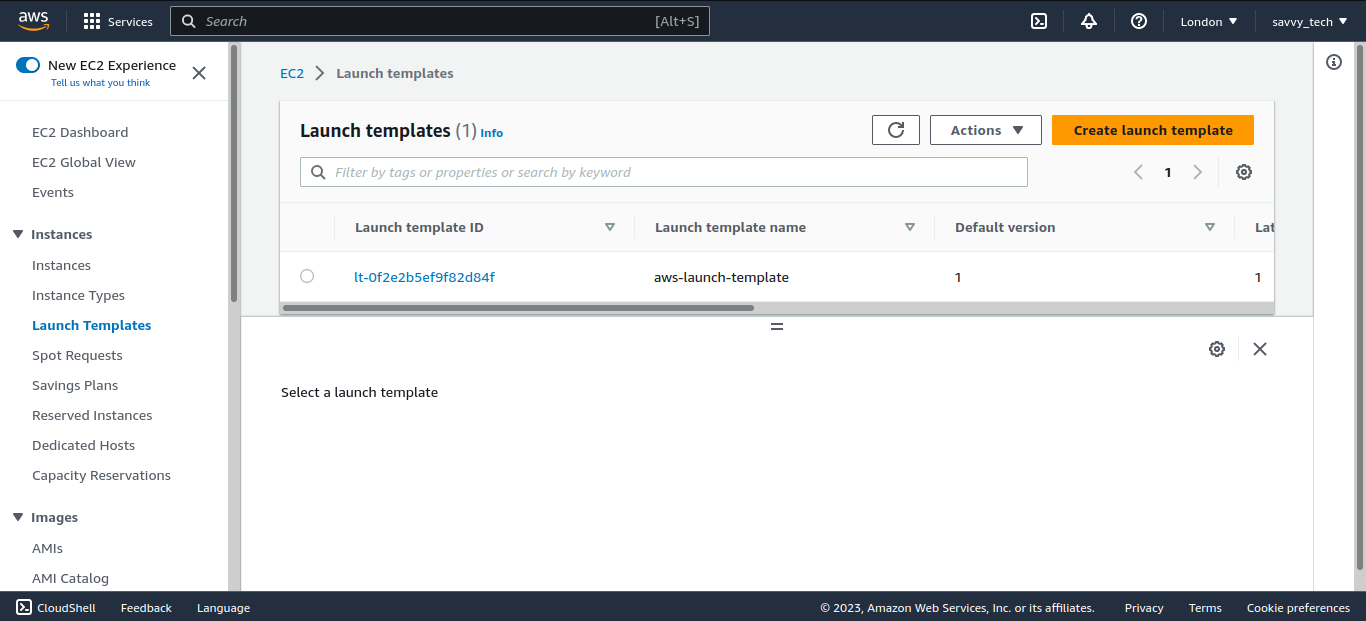 aws Services Search [Alt+S] London savvy_tech
New EC2 Experience
Tell us what you think
EC2 Dashboard
EC2 Global View
Events
Instances
Instances
Instance Types
Launch Templates
Spot Requests
Savings Plans
Reserved Instances
Dedicated Hosts
Capacity Reservations
Images
AMIs
AMI Catalog
EC2 Launch templates
Launch templates (1) Info Actions Create launch template
Filter by tags or properties or search by keyword 1
Launch template ID Launch template name Default version Lat
lt-0f2e2b5ef9f82d84f aws-launch-template 1 1
Select a launch template
CloudShell Feedback Language © 2023, Amazon Web Services, Inc. or its affiliates. Privacy Terms Cookie preferences